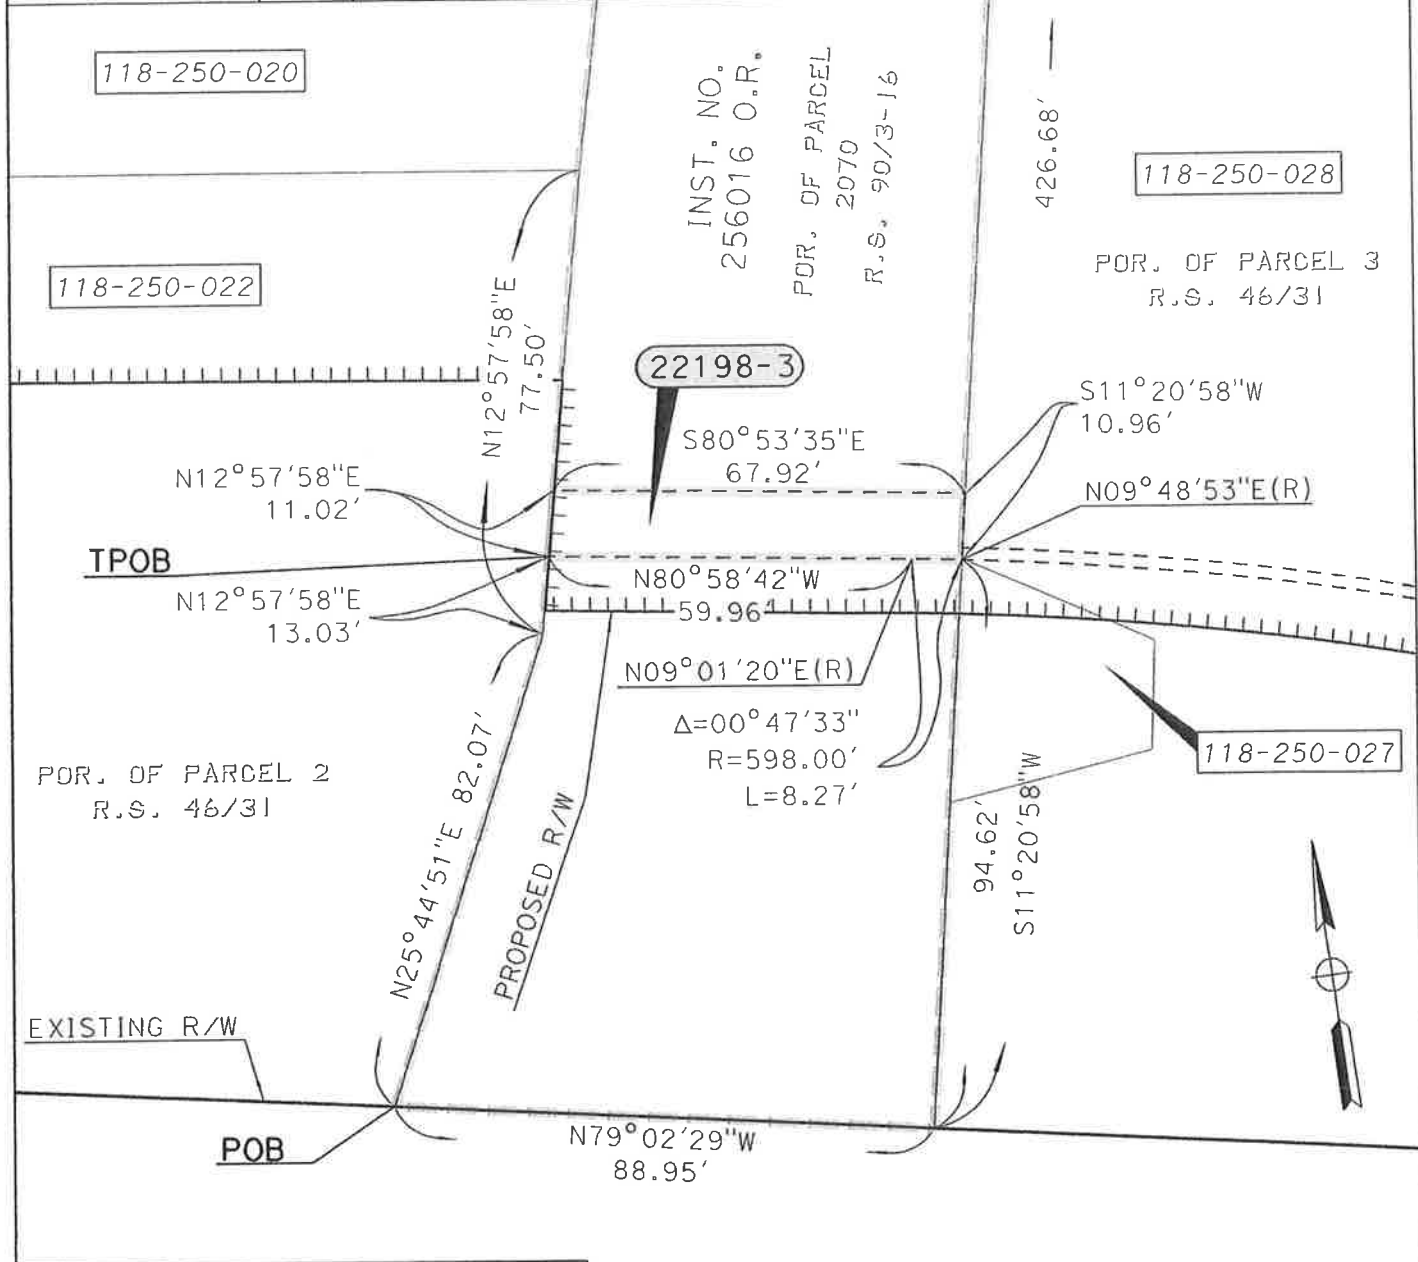 118-250-020
INST. NO.
256016 O.R.
POR. OF PARCEL
2070
R.S. 90/3-16
426.68'
118-250-028
POR. OF PARCEL 3
R.S. 46/31
118-250-022
N12°57'58"E
77.50'
22198-3
S11°20'58"W
10.96'
S80°53'35"E
67.92'
N12°57'58"E
11.02'
N09°48'53"E(R)
TPOB
N80°58'42"W
59.96'
N12°57'58"E
13.03'
N09°01'20"E(R)
Δ=00°47'33"
R=598.00'
L=8.27'
118-250-027
POR. OF PARCEL 2
R.S. 46/31
N25°44'51"E 82.07'
PROPOSED R/W
94.62'
S11°20'58"W
EXISTING R/W
POB
N79°02'29"W
88.95'